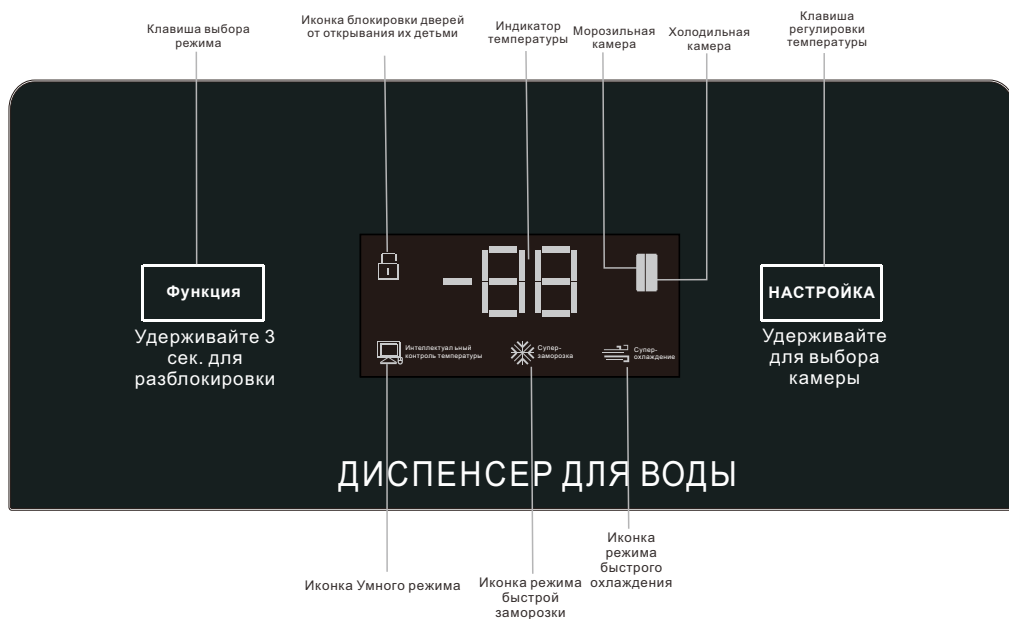 Клавиша выбора
режима
Иконка блокировки дверей
от открывания их детьми
Индикатор
температуры
Морозильная
камера
Холодильная
камера
Клавиша
регулировки
температуры
Функция
Удерживайте 3
сек. для
разблокировки
-88
НАСТРОЙКА
Удерживайте
для выбора
камеры
Интеллектуальный
контроль температуры
Супер-
заморозка
Супер-
охлаждение
ДИСПЕНСЕР ДЛЯ ВОДЫ
Иконка Умного режима
Иконка режима
быстрой
заморозки
Иконка
режима
быстрого
охлаждения